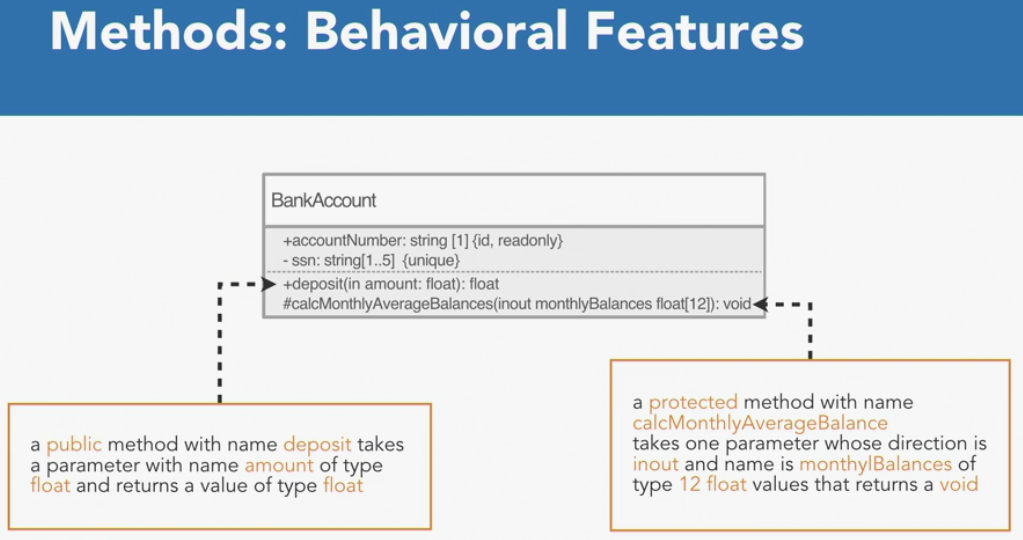 Methods: Behavioral Features
BankAccount
+accountNumber: string [1] {id, readonly}
- ssn: string[1..5] {unique}
+deposit(in amount: float): float
#calcMonthlyAverageBalances(inout monthlyBalances float[12]): void
a public method with name deposit takes
a parameter with name amount of type
float and returns a value of type float
a protected method with name
calcMonthlyAverageBalance
takes one parameter whose direction is
inout and name is monthylBalances of
type 12 float values that returns a void